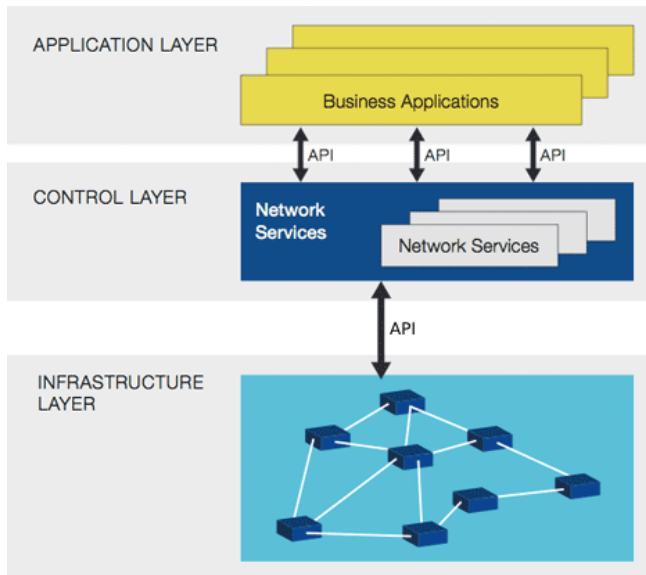 APPLICATION LAYER
Business Applications
API
API
API
CONTROL LAYER
Network
Services
Network Services
API
INFRASTRUCTURE
LAYER